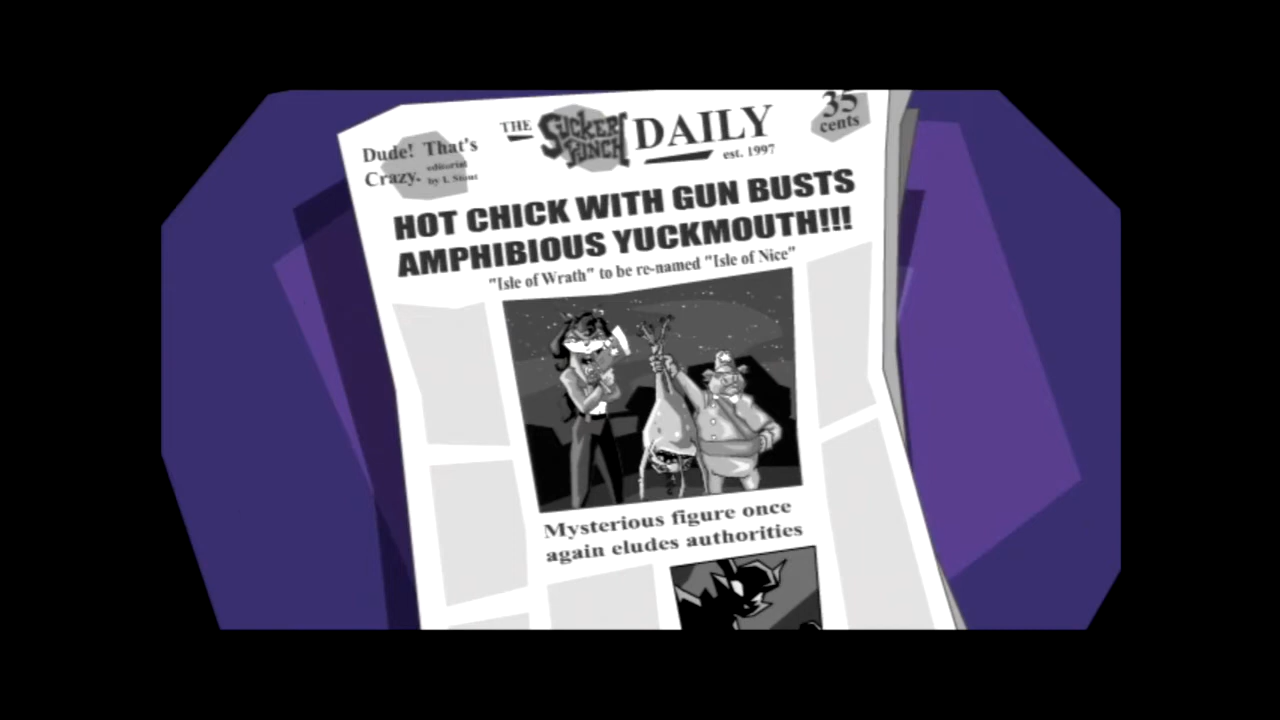 Dude! That's
Crazy.
editorial
by I. Stout
THE SUCKER PUNCH DAILY
est. 1997
35
cents
HOT CHICK WITH GUN BUSTS
AMPHIBIOUS YUCKMOUTH!!!
"Isle of Wrath" to be re-named "Isle of Nice"
Mysterious figure once
again eludes authorities